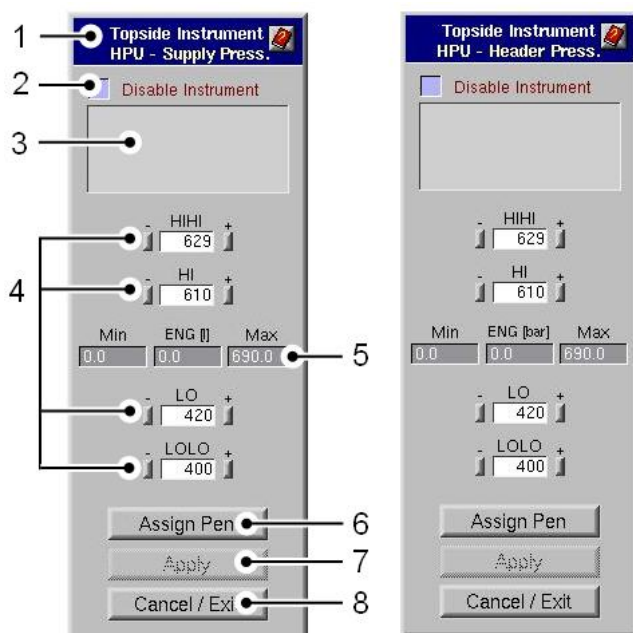 1
Topside Instrument
HPU - Supply Press.
2
Disable Instrument
3
4
- HIHI +
629
- HI +
610
Min ENG [l] Max
0.0 0.0 690.0
5
- LO +
420
- LOLO +
400
Assign Pen
6
Apply
7
Cancel / Exi
8
Topside Instrument
HPU - Header Press.
Disable Instrument
- HIHI +
629
- HI +
610
Min ENG [bar] Max
0.0 0.0 690.0
- LO +
420
- LOLO +
400
Assign Pen
Apply
Cancel / Exit